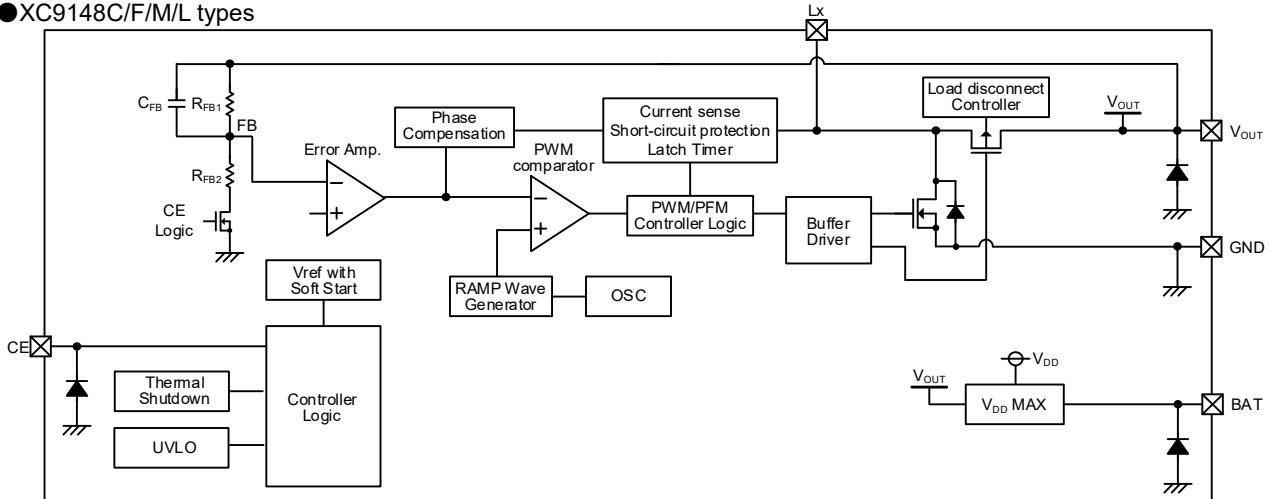 ●XC9148C/F/M/L types
Lx
CFB
RFB1
FB
RFB2
CE
Logic
Error Amp.
Phase
Compensation
PWM
comparator
Current sense
Short-circuit protection
Latch Timer
Load disconnect
Controller
VOUT
VOUT
PWM/PFM
Controller Logic
Buffer
Driver
GND
Vref with
Soft Start
RAMP Wave
Generator
OSC
CE
Thermal
Shutdown
UVLO
Controller
Logic
VDD
VOUT
VDD MAX
BAT